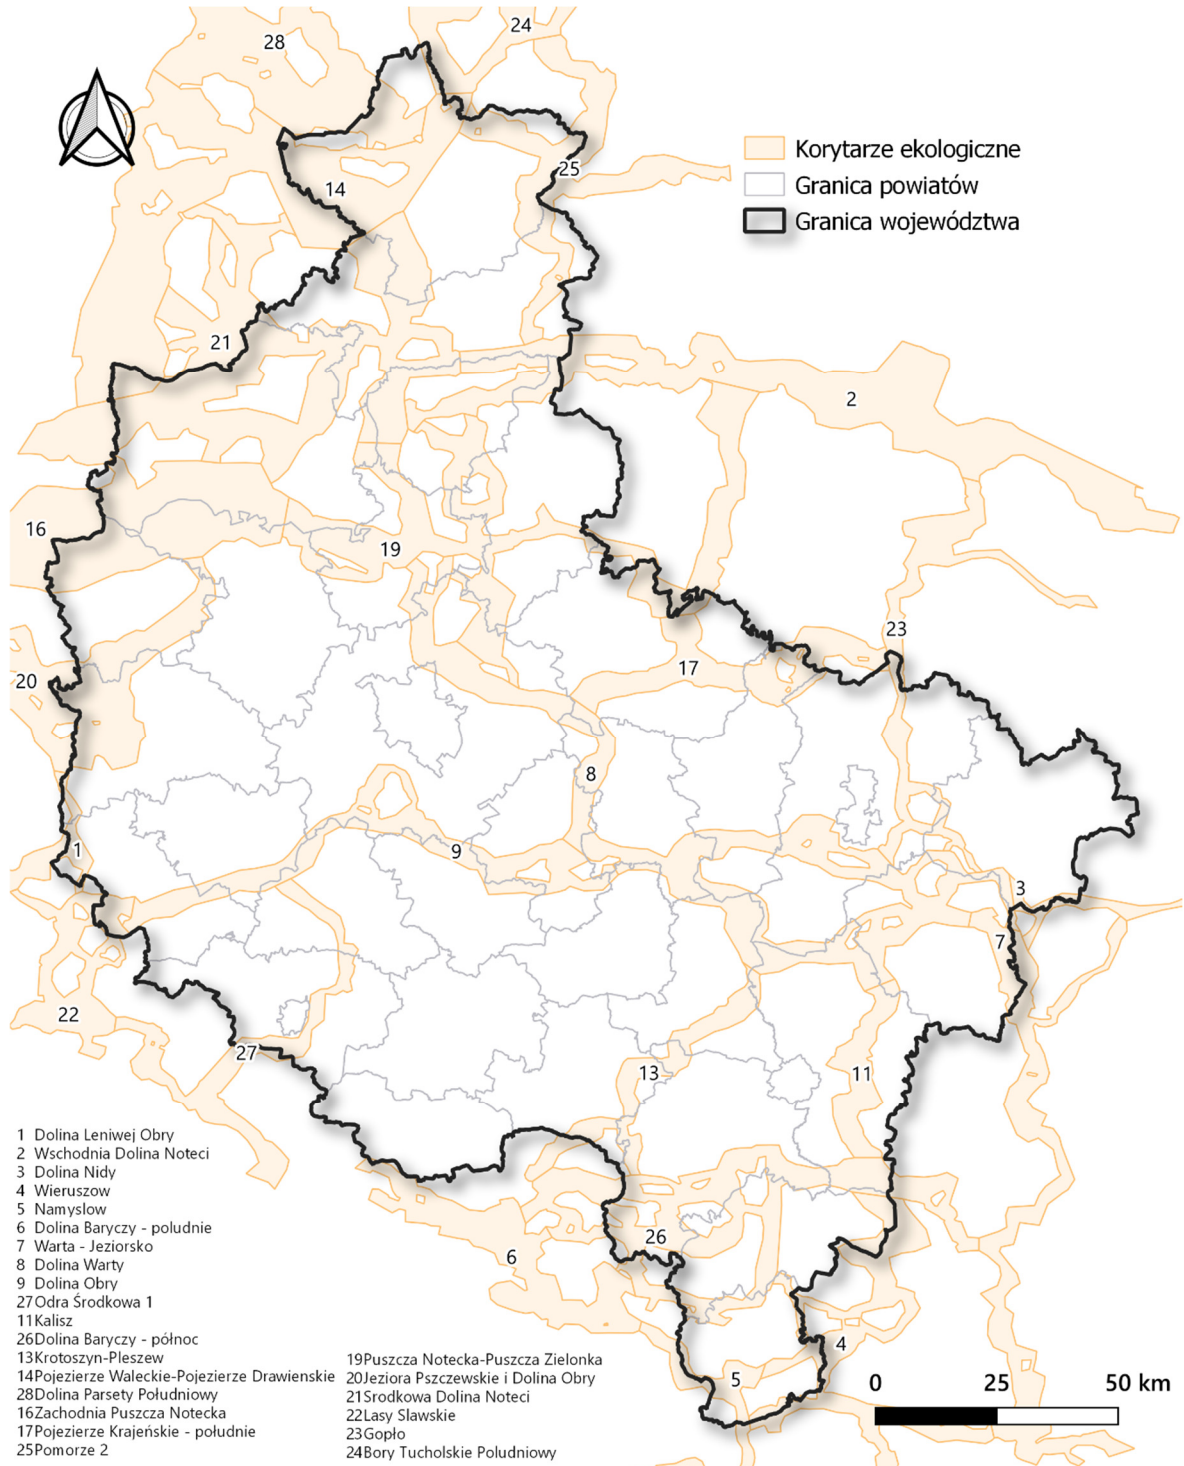 24
28
Korytarze ekologiczne
Granica powiatów
Granica województwa
25
14
21
2
16
19
23
17
20
8
1
9
3
7
22
27
13
11
26
6
4
5
1 Dolina Leniwej Obry
2 Wschodnia Dolina Noteci
3 Dolina Nidy
4 Wieruszow
5 Namyslow
6 Dolina Baryczy - poludnie
7 Warta - Jeziorsko
8 Dolina Warty
9 Dolina Obry
27 Odra Środkowa 1
11 Kalisz
26 Dolina Baryczy - północ
13 Krotoszyn-Pleszew
14 Pojezierze Waleckie-Pojezierze Drawienskie
28 Dolina Parsety Południowy
16 Zachodnia Puszcza Notecka
17 Pojezierze Krajeńskie - południe
25 Pomorze 2
19 Puszcza Notecka-Puszcza Zielonka
20 Jeziora Pszczewskie i Dolina Obry
21 Srodkowa Dolina Noteci
22 Lasy Slawskie
23 Gopło
24 Bory Tucholskie Poludniowy
0 25 50 km